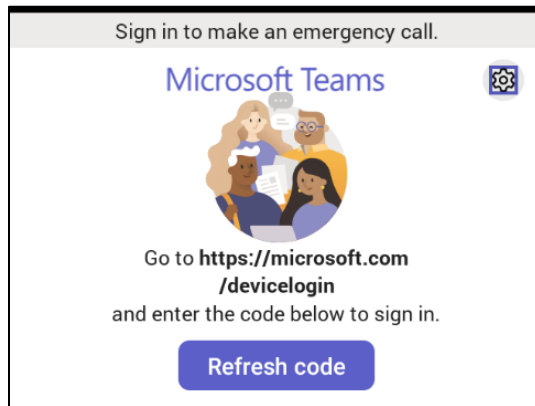 Sign in to make an emergency call.
Microsoft Teams
Go to https://microsoft.com
/devicelogin
and enter the code below to sign in.
Refresh code